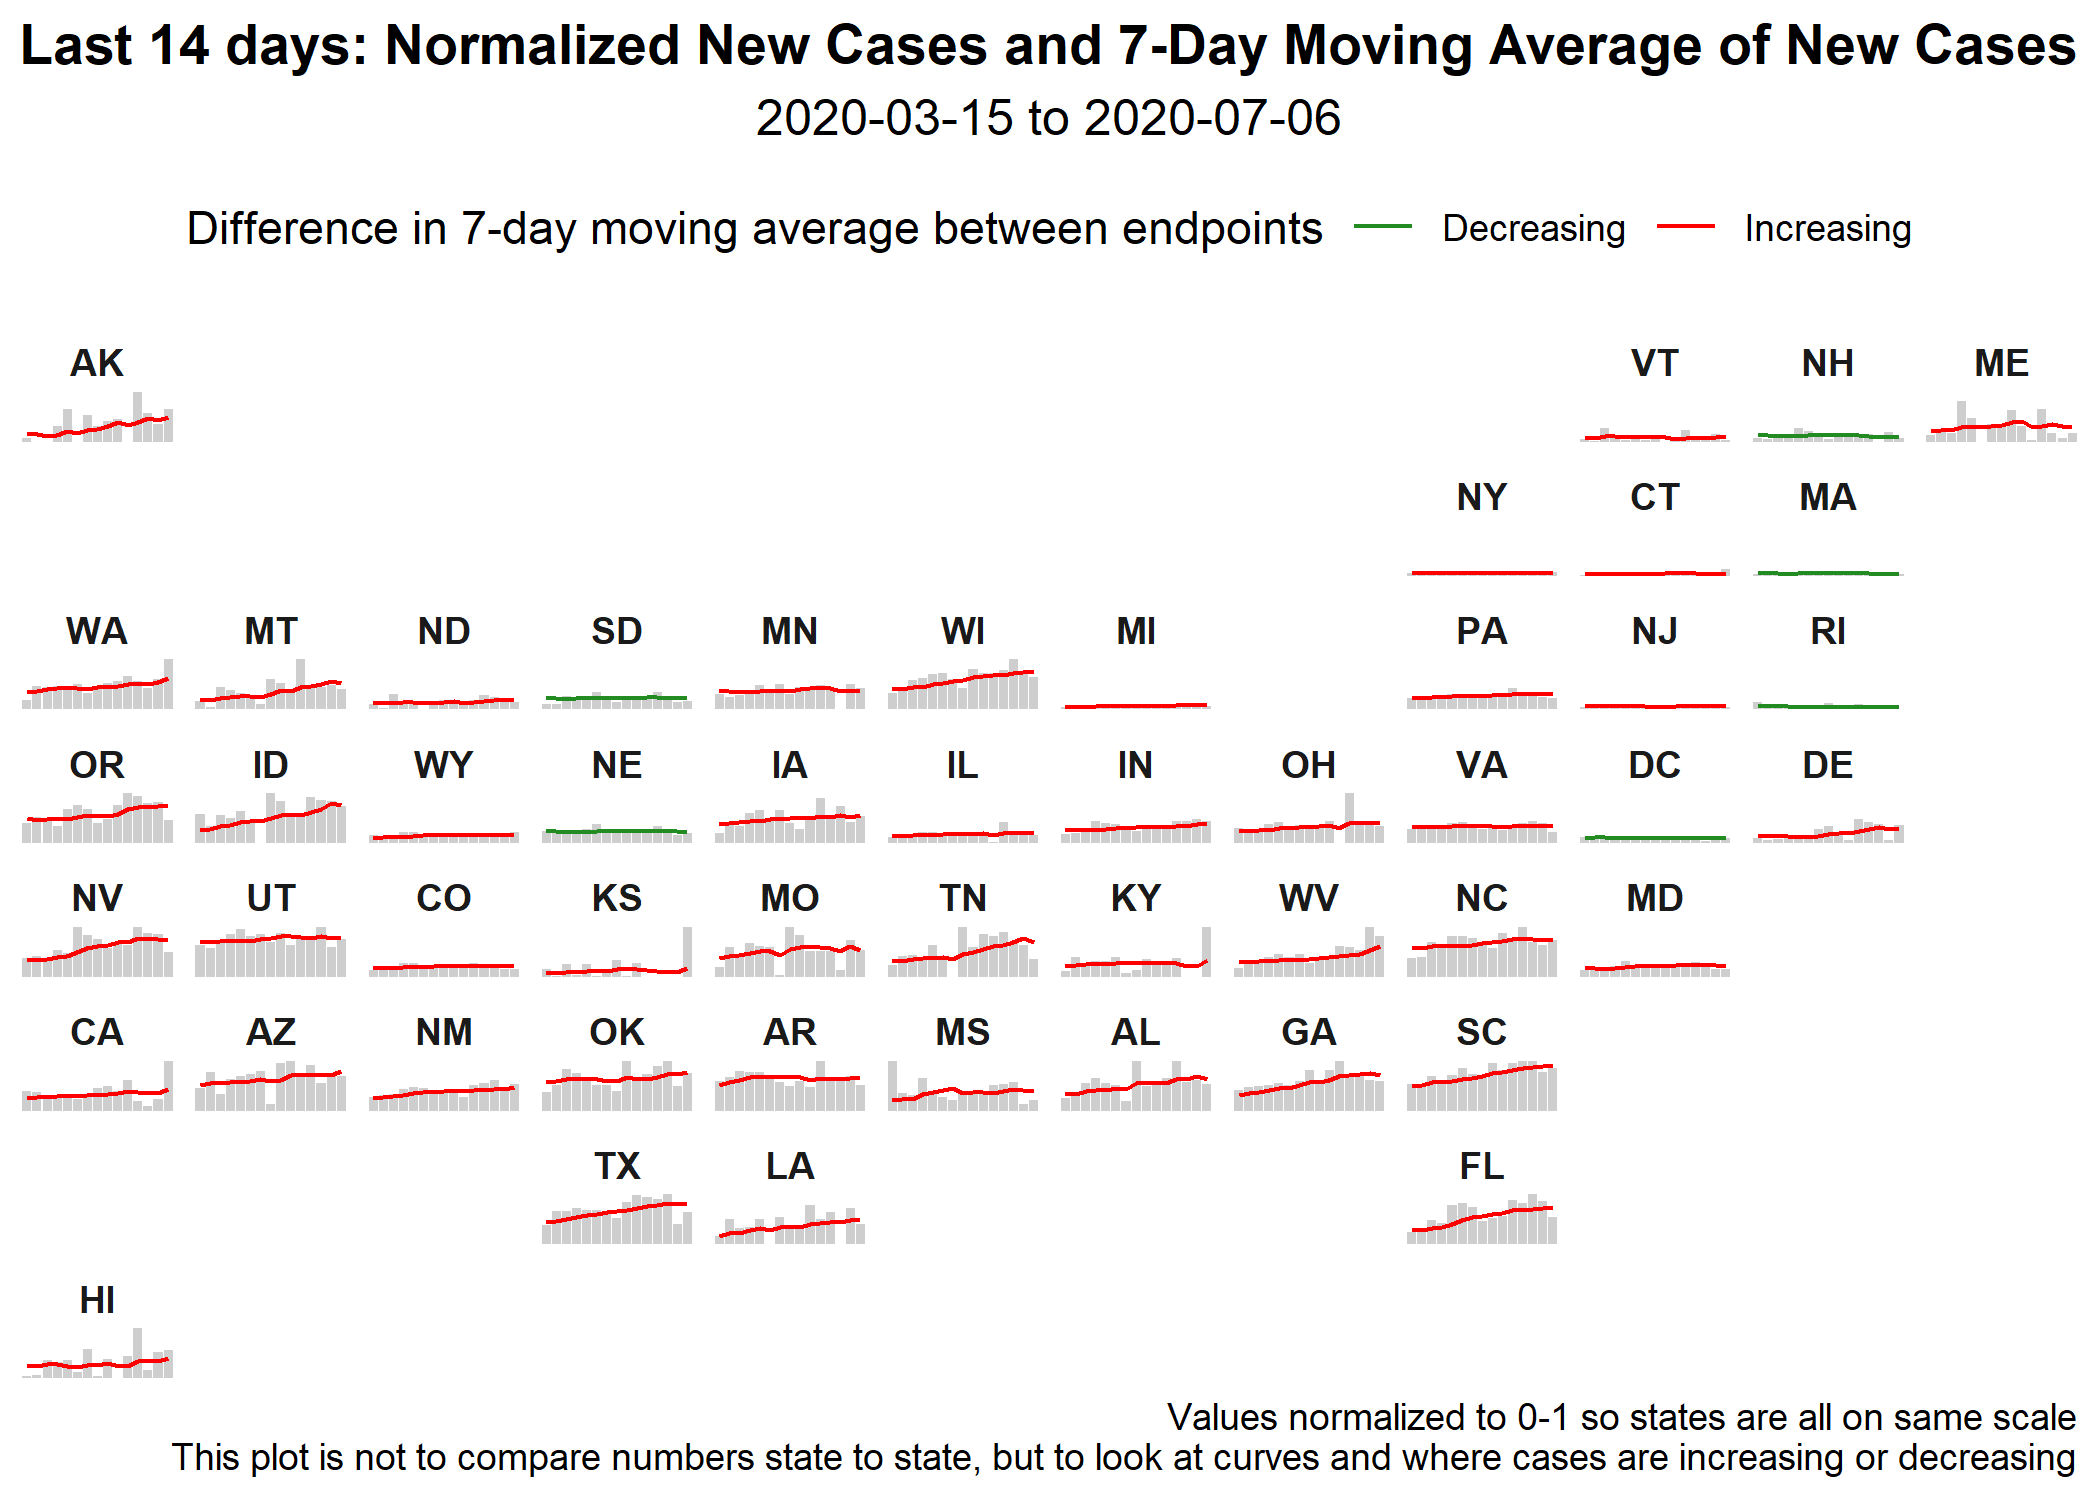 Last 14 days: Normalized New Cases and 7-Day Moving Average of New Cases
2020-03-15 to 2020-07-06
Difference in 7-day moving average between endpoints Decreasing Increasing
AK VT NH ME
NY CT MA
WA MT ND SD MN WI MI PA NJ RI
OR ID WY NE IA IL IN OH VA DC DE
NV UT CO KS MO TN KY WV NC MD
CA AZ NM OK AR MS AL GA SC
TX LA FL
HI
Values normalized to 0-1 so states are all on same scale
This plot is not to compare numbers state to state, but to look at curves and where cases are increasing or decreasing